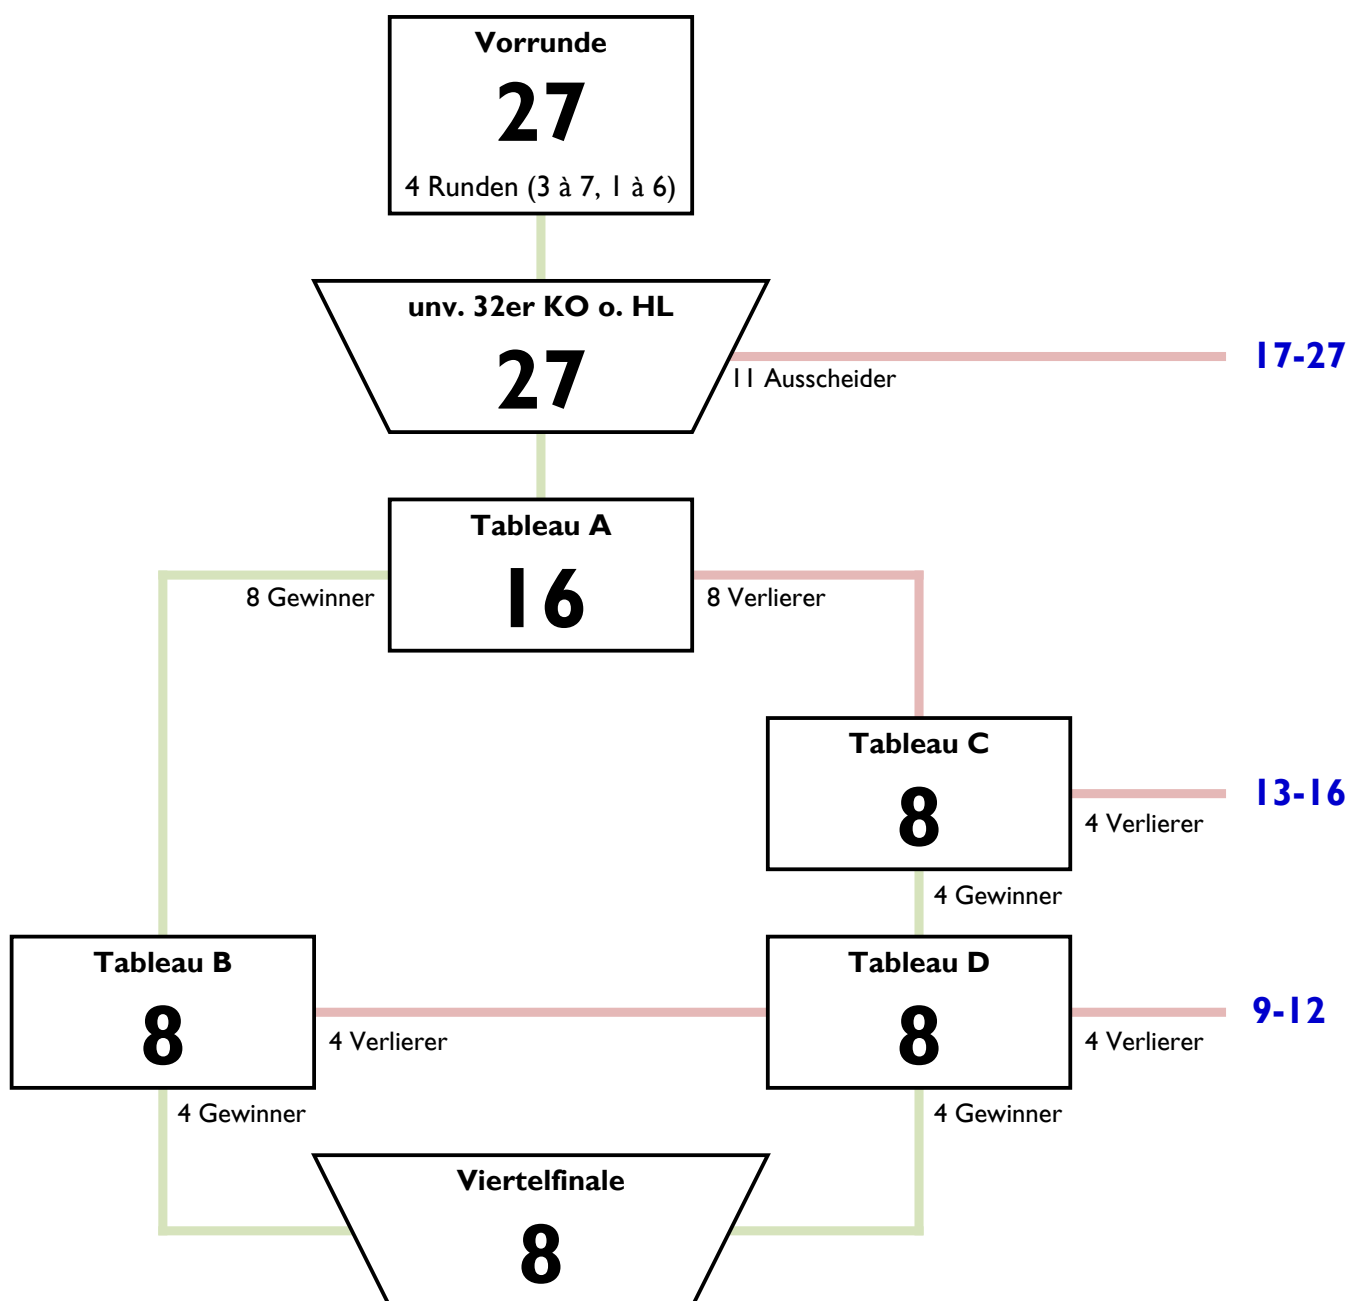 Vorrunde
27
4 Runden (3 à 7, 1 à 6)
unv. 32er KO o. HL
27
17-27
11 Ausscheider
Tableau A
16
8 Gewinner
8 Verlierer
Tableau C
8
13-16
4 Verlierer
4 Gewinner
Tableau B
8
4 Verlierer
Tableau D
8
9-12
4 Verlierer
4 Gewinner
4 Gewinner
Viertelfinale
8